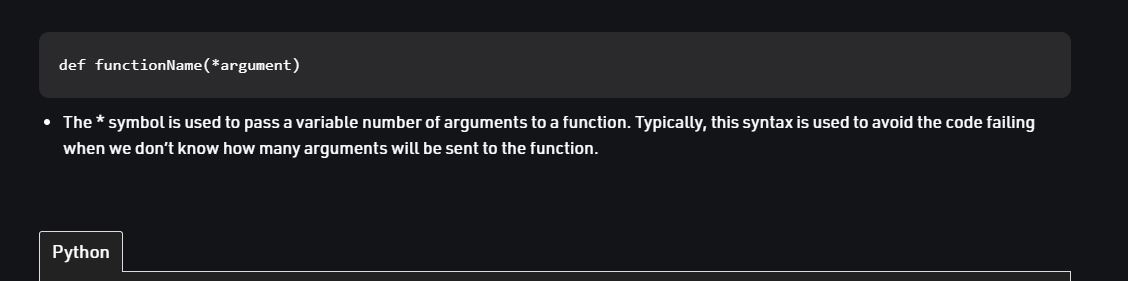 def functionName(*argument)
• The * symbol is used to pass a variable number of arguments to a function. Typically, this syntax is used to avoid the code failing
when we don’t know how many arguments will be sent to the function.
Python